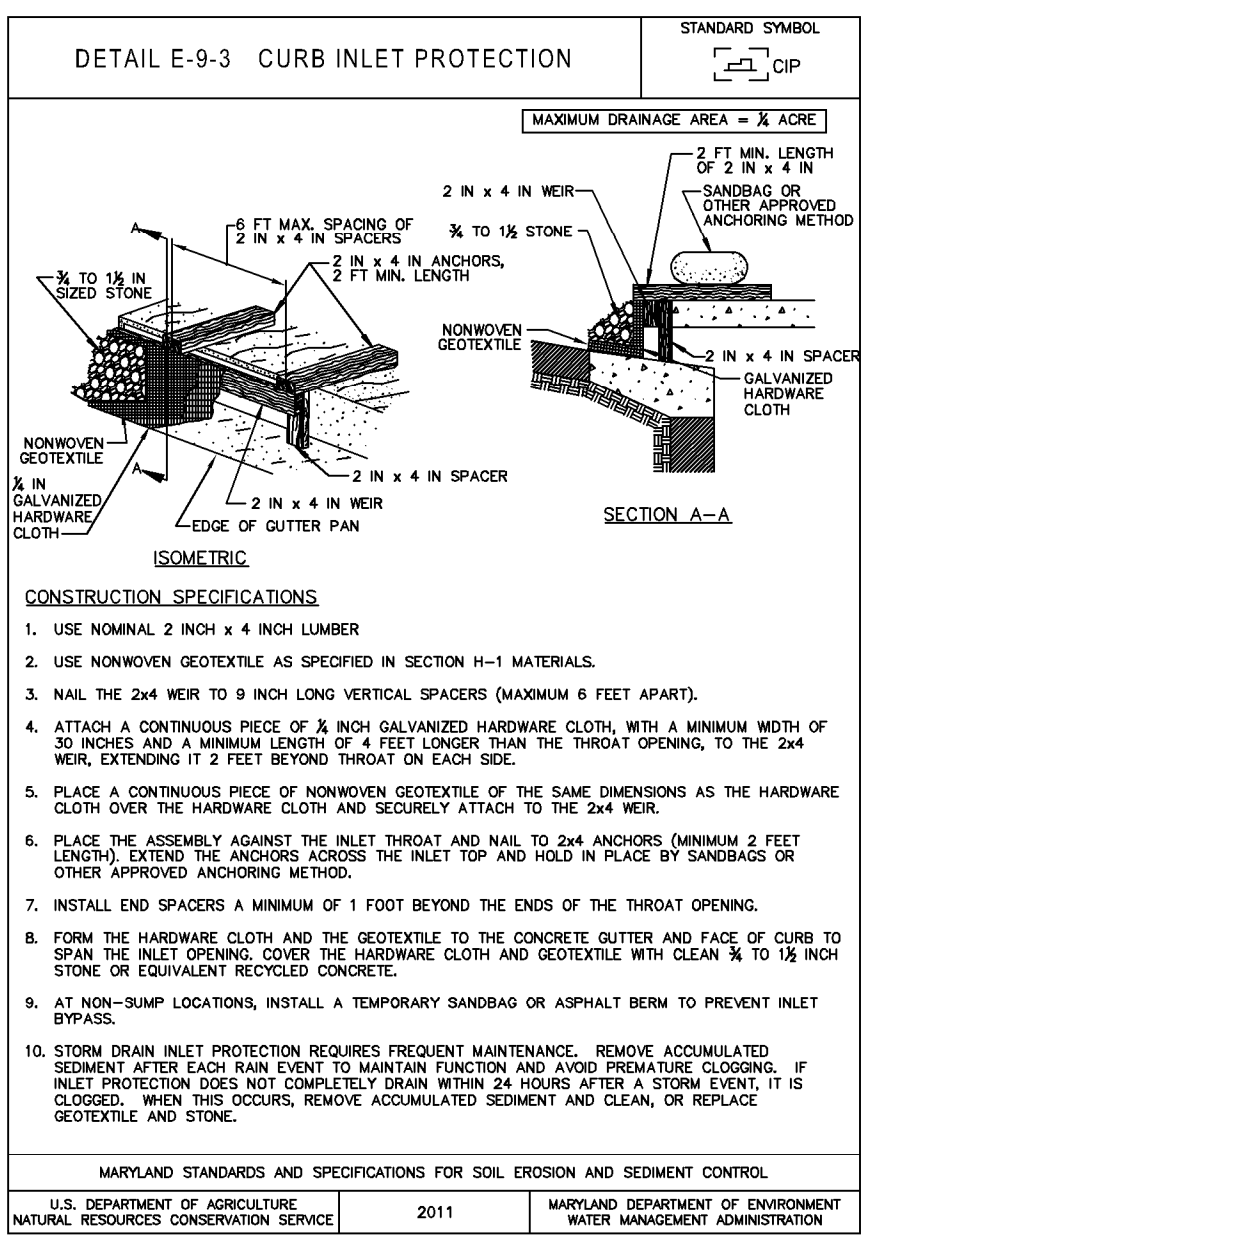 DETAIL E-9-3 CURB INLET PROTECTION
STANDARD SYMBOL
CIP
MAXIMUM DRAINAGE AREA = ¼ ACRE
2 FT MIN. LENGTH
OF 2 IN x 4 IN
2 IN x 4 IN WEIR
SANDBAG OR
OTHER APPROVED
ANCHORING METHOD
¾ TO 1½ STONE
A
6 FT MAX. SPACING OF
2 IN x 4 IN SPACERS
2 IN x 4 IN ANCHORS,
2 FT MIN. LENGTH
¾ TO 1½ IN
SIZED STONE
NONWOVEN
GEOTEXTILE
2 IN x 4 IN SPACER
GALVANIZED
HARDWARE
CLOTH
NONWOVEN
GEOTEXTILE
A
2 IN x 4 IN SPACER
¼ IN
GALVANIZED
HARDWARE
CLOTH
2 IN x 4 IN WEIR
EDGE OF GUTTER PAN
SECTION A-A
ISOMETRIC
CONSTRUCTION SPECIFICATIONS
1. USE NOMINAL 2 INCH x 4 INCH LUMBER
2. USE NONWOVEN GEOTEXTILE AS SPECIFIED IN SECTION H-1 MATERIALS.
3. NAIL THE 2x4 WEIR TO 9 INCH LONG VERTICAL SPACERS (MAXIMUM 6 FEET APART).
4. ATTACH A CONTINUOUS PIECE OF ¼ INCH GALVANIZED HARDWARE CLOTH, WITH A MINIMUM WIDTH OF
30 INCHES AND A MINIMUM LENGTH OF 4 FEET LONGER THAN THE THROAT OPENING, TO THE 2x4
WEIR, EXTENDING IT 2 FEET BEYOND THROAT ON EACH SIDE.
5. PLACE A CONTINUOUS PIECE OF NONWOVEN GEOTEXTILE OF THE SAME DIMENSIONS AS THE HARDWARE
CLOTH OVER THE HARDWARE CLOTH AND SECURELY ATTACH TO THE 2x4 WEIR.
6. PLACE THE ASSEMBLY AGAINST THE INLET THROAT AND NAIL TO 2x4 ANCHORS (MINIMUM 2 FEET
LENGTH). EXTEND THE ANCHORS ACROSS THE INLET TOP AND HOLD IN PLACE BY SANDBAGS OR
OTHER APPROVED ANCHORING METHOD.
7. INSTALL END SPACERS A MINIMUM OF 1 FOOT BEYOND THE ENDS OF THE THROAT OPENING.
8. FORM THE HARDWARE CLOTH AND THE GEOTEXTILE TO THE CONCRETE GUTTER AND FACE OF CURB TO
SPAN THE INLET OPENING. COVER THE HARDWARE CLOTH AND GEOTEXTILE WITH CLEAN ¾ TO 1½ INCH
STONE OR EQUIVALENT RECYCLED CONCRETE.
9. AT NON-SUMP LOCATIONS, INSTALL A TEMPORARY SANDBAG OR ASPHALT BERM TO PREVENT INLET
BYPASS.
10. STORM DRAIN INLET PROTECTION REQUIRES FREQUENT MAINTENANCE. REMOVE ACCUMULATED
SEDIMENT AFTER EACH RAIN EVENT TO MAINTAIN FUNCTION AND AVOID PREMATURE CLOGGING. IF
INLET PROTECTION DOES NOT COMPLETELY DRAIN WITHIN 24 HOURS AFTER A STORM EVENT, IT IS
CLOGGED. WHEN THIS OCCURS, REMOVE ACCUMULATED SEDIMENT AND CLEAN, OR REPLACE
GEOTEXTILE AND STONE.
MARYLAND STANDARDS AND SPECIFICATIONS FOR SOIL EROSION AND SEDIMENT CONTROL
U.S. DEPARTMENT OF AGRICULTURE
NATURAL RESOURCES CONSERVATION SERVICE
2011
MARYLAND DEPARTMENT OF ENVIRONMENT
WATER MANAGEMENT ADMINISTRATION